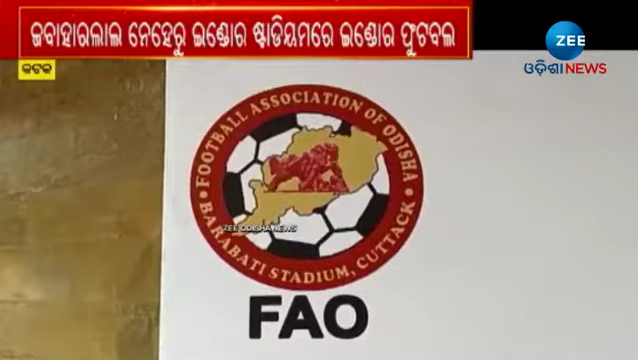 ଜବାହାରଲାଲ ନେହେରୁ ଇଣ୍ଡୋର ଷ୍ଟାଡିୟମରେ ଇଣ୍ଡୋର ଫୁଟବଲ
କଟକ
ZEE
ଓଡ଼ିଶା NEWS
FOOTBALL ASSOCIATION OF ODISHA
BARABATI STADIUM, CUTTACK
ZEE ODISHA NEWS
FAO